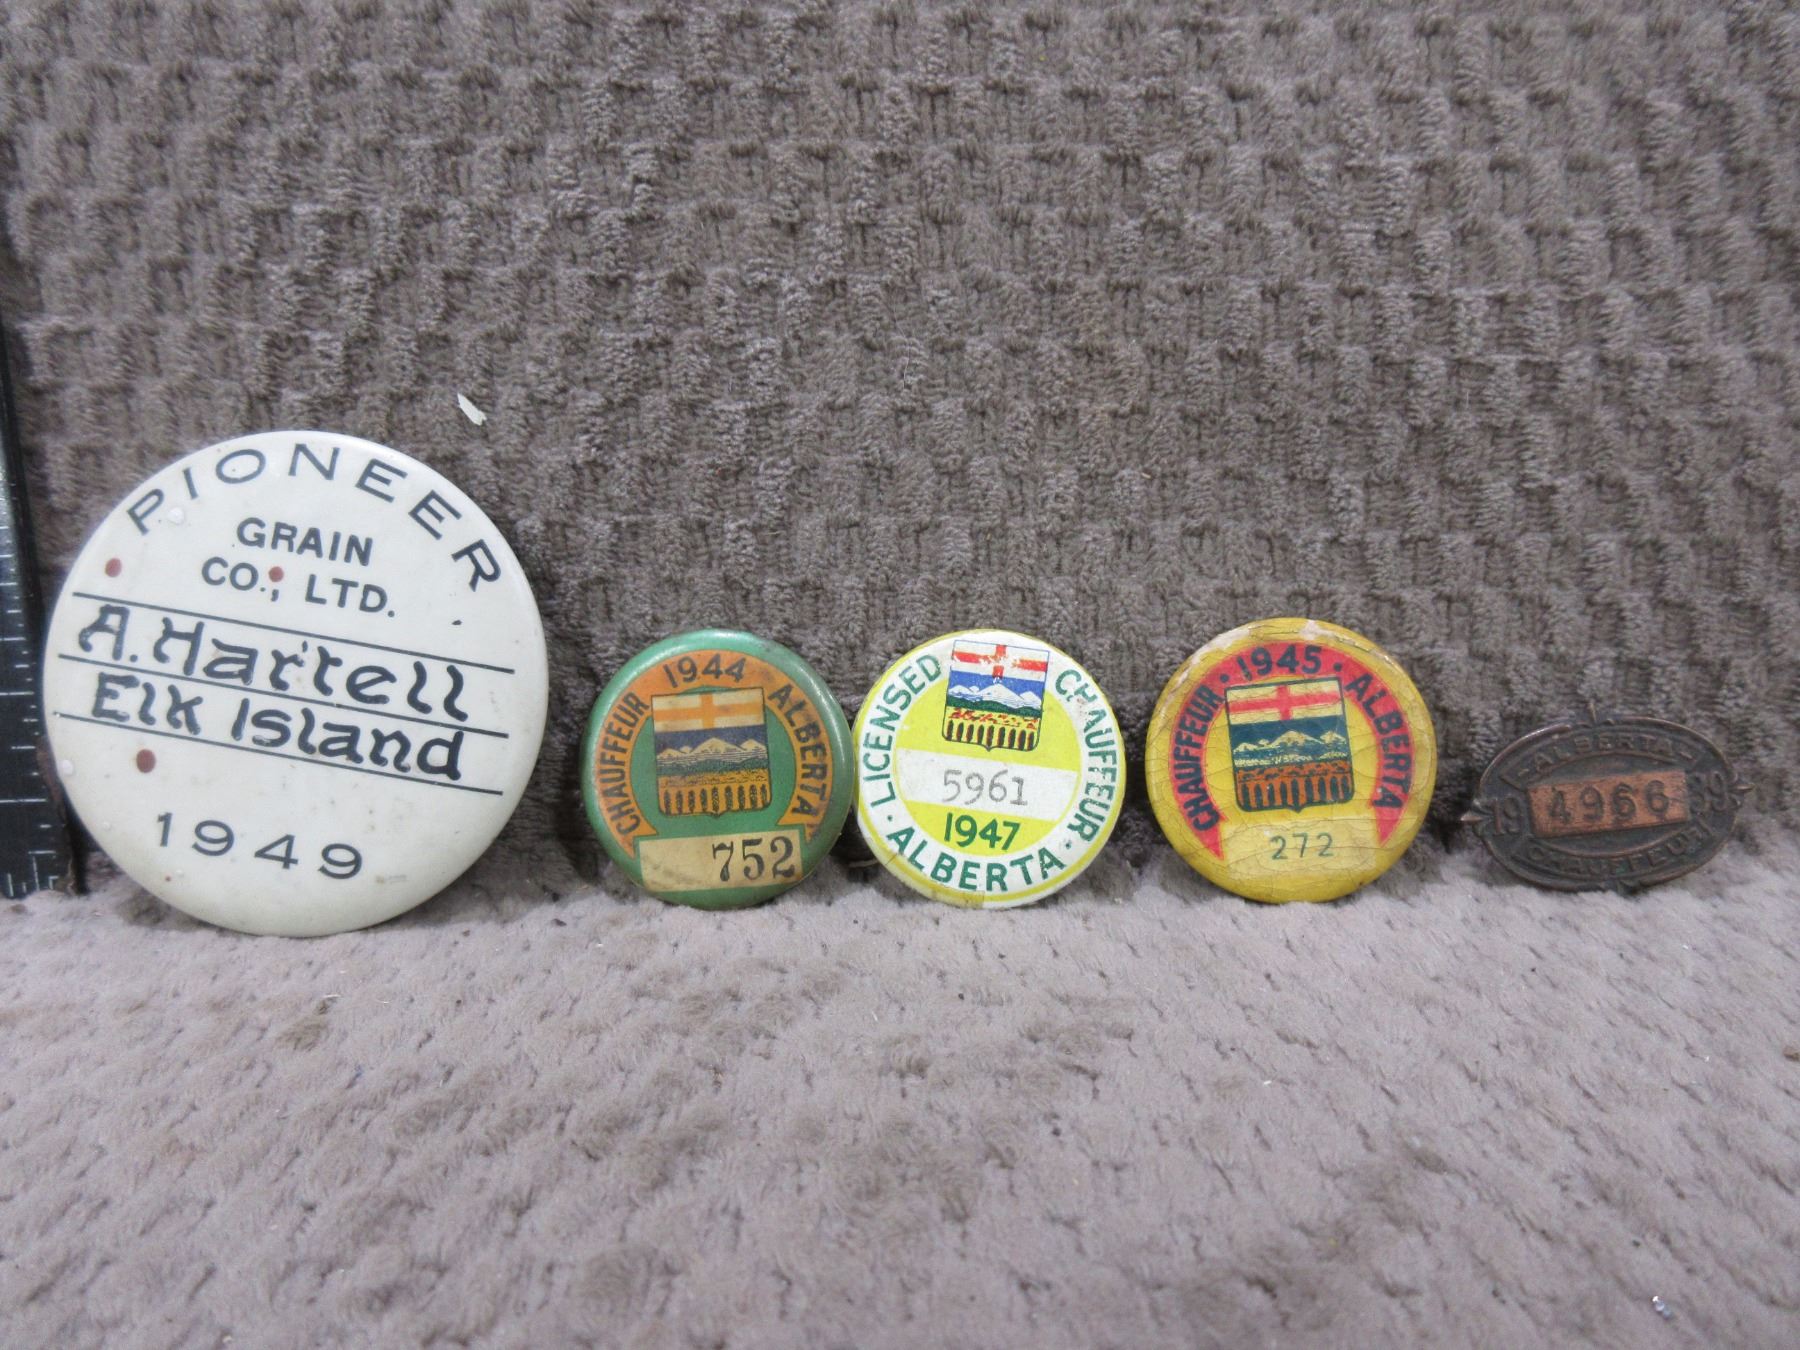 PIONEER
GRAIN
CO., LTD.
A. Hartell
Elk Island
1949
CHAUFFEUR 1944 ALBERTA
752
LICENSED CHAUFFEUR
5961
1947
· ALBERTA ·
CHAUFFEUR · 1945 · ALBERTA
272
ALBERTA
19 4966 59
CHAUFFEUR